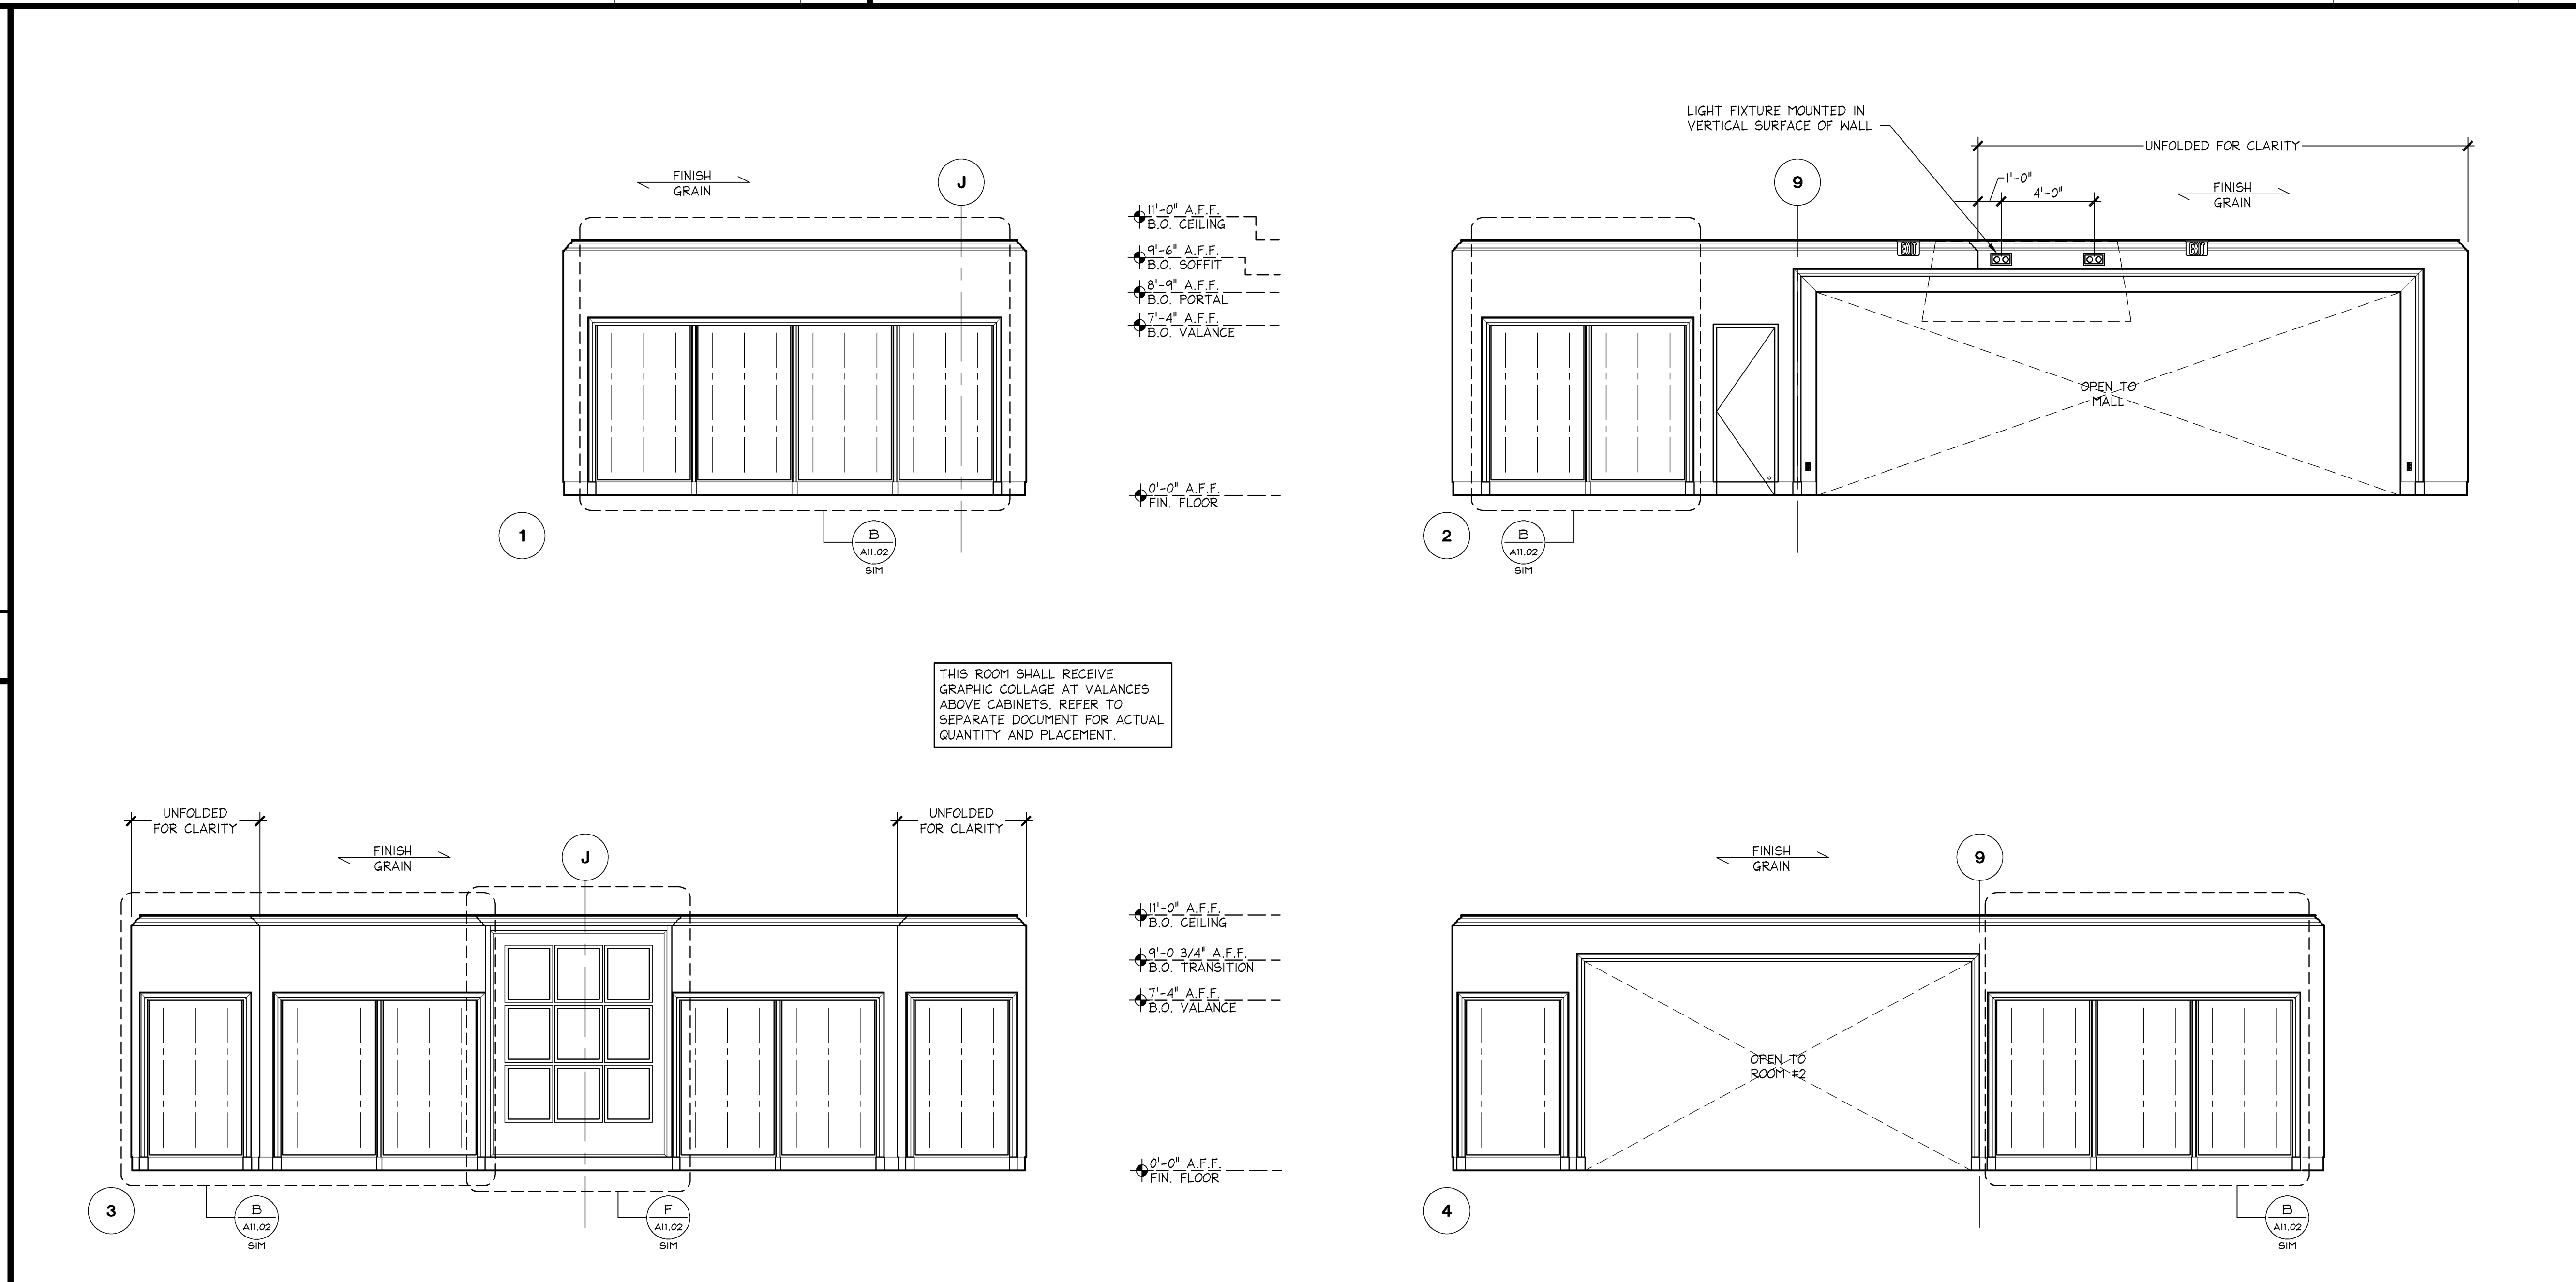 LIGHT FIXTURE MOUNTED IN
VERTICAL SURFACE OF WALL
UNFOLDED FOR CLARITY
FINISH
GRAIN
J
9
1'-0"
4'-0"
FINISH
GRAIN
11'-0" A.F.F.
B.O. CEILING
9'-6" A.F.F.
B.O. SOFFIT
8'-9" A.F.F.
B.O. PORTAL
7'-4" A.F.F.
B.O. VALANCE
EXIT
EXIT
OPEN TO
MALL
0'-0" A.F.F.
FIN. FLOOR
1
B
A11.02
SIM
2
B
A11.02
SIM
THIS ROOM SHALL RECEIVE
GRAPHIC COLLAGE AT VALANCES
ABOVE CABINETS. REFER TO
SEPARATE DOCUMENT FOR ACTUAL
QUANTITY AND PLACEMENT.
UNFOLDED
FOR CLARITY
UNFOLDED
FOR CLARITY
FINISH
GRAIN
J
FINISH
GRAIN
9
11'-0" A.F.F.
B.O. CEILING
9'-0 3/4" A.F.F.
B.O. TRANSITION
7'-4" A.F.F.
B.O. VALANCE
OPEN TO
ROOM #2
0'-0" A.F.F.
FIN. FLOOR
3
B
A11.02
SIM
F
A11.02
SIM
4
B
A11.02
SIM